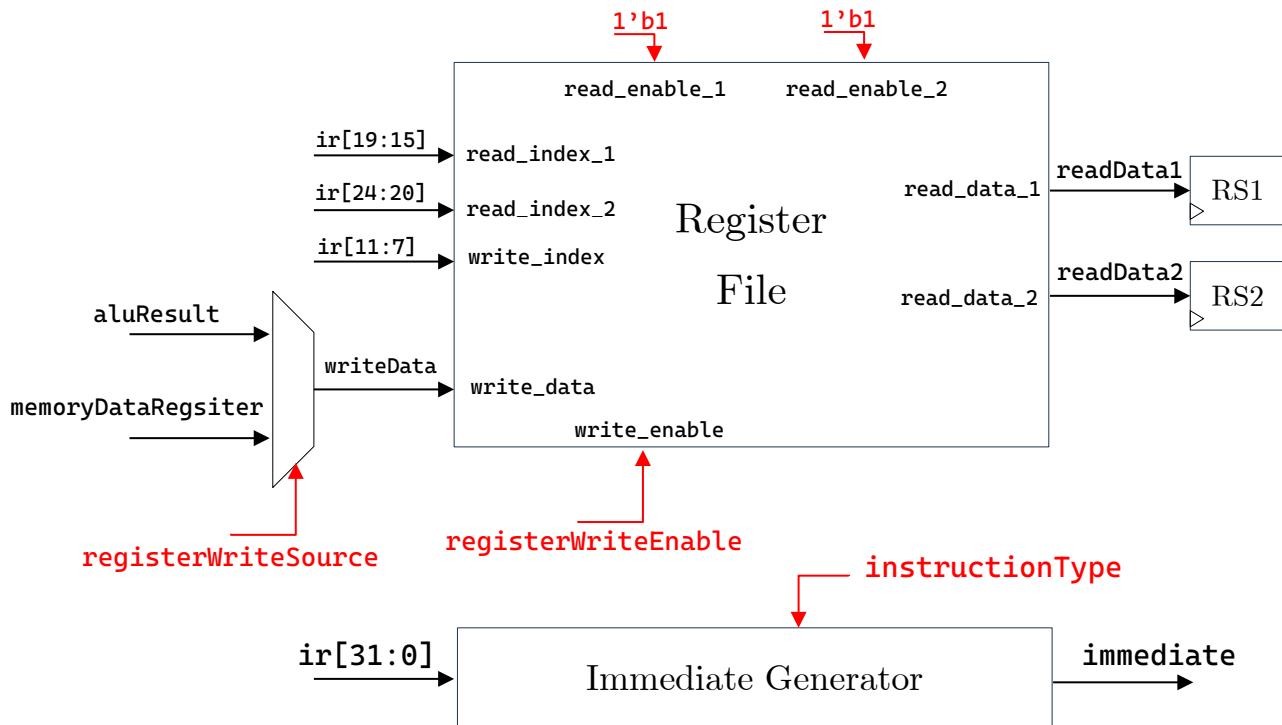 1’b1
1’b1
read_enable_1
read_enable_2
ir[19:15]
read_index_1
ir[24:20]
read_index_2
ir[11:7]
write_index
Register
File
read_data_1
readData1
RS1
read_data_2
readData2
RS2
aluResult
memoryDataRegsiter
writeData
write_data
write_enable
registerWriteSource
registerWriteEnable
instructionType
ir[31:0]
Immediate Generator
immediate